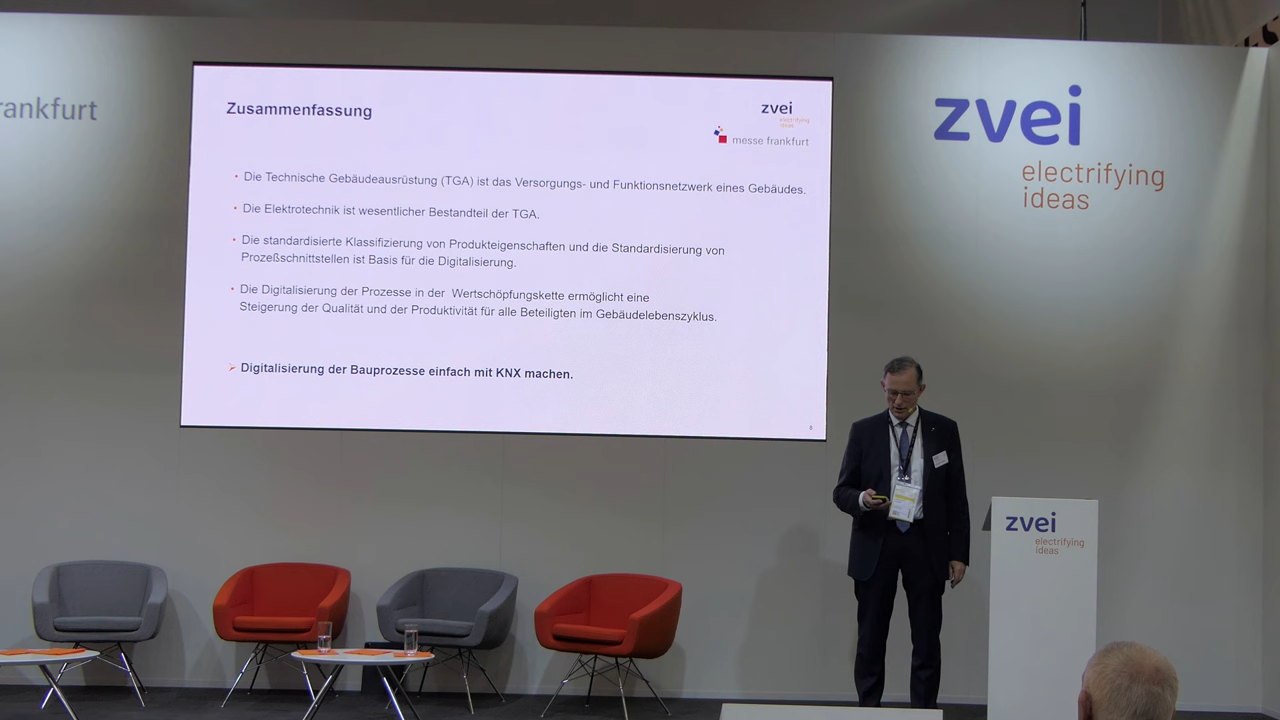 rankfurt
Zusammenfassung
zvei
electrifying
ideas
messe frankfurt
• Die Technische Gebäudeausrüstung (TGA) ist das Versorgungs- und Funktionsnetzwerk eines Gebäudes.
• Die Elektrotechnik ist wesentlicher Bestandteil der TGA.
• Die standardisierte Klassifizierung von Produkteigenschaften und die Standardisierung von
Prozeßschnittstellen ist Basis für die Digitalisierung.
• Die Digitalisierung der Prozesse in der Wertschöpfungskette ermöglicht eine
Steigerung der Qualität und der Produktivität für alle Beteiligten im Gebäudelebenszyklus.
➢ Digitalisierung der Bauprozesse einfach mit KNX machen.
zvei
electrifying
ideas
zvei
electrifying
ideas